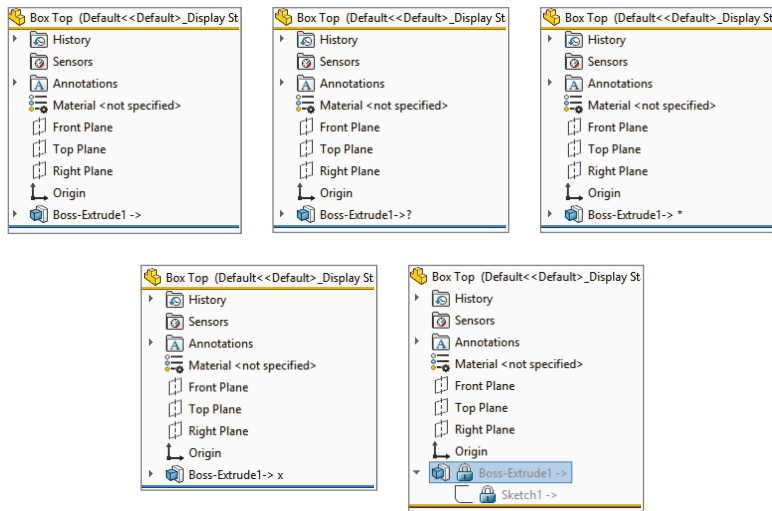 Box Top (Default<<Default>_Display St
History
Sensors
Annotations
Material <not specified>
Front Plane
Top Plane
Right Plane
Origin
Boss-Extrude1 ->
Box Top (Default<<Default>_Display St
History
Sensors
Annotations
Material <not specified>
Front Plane
Top Plane
Right Plane
Origin
Boss-Extrude1->?
Box Top (Default<<Default>_Display St
History
Sensors
Annotations
Material <not specified>
Front Plane
Top Plane
Right Plane
Origin
Boss-Extrude1-> *
Box Top (Default<<Default>_Display St
History
Sensors
Annotations
Material <not specified>
Front Plane
Top Plane
Right Plane
Origin
Boss-Extrude1-> x
Box Top (Default<<Default>_Display St
History
Sensors
Annotations
Material <not specified>
Front Plane
Top Plane
Right Plane
Origin
Boss-Extrude1 ->
Sketch1 ->